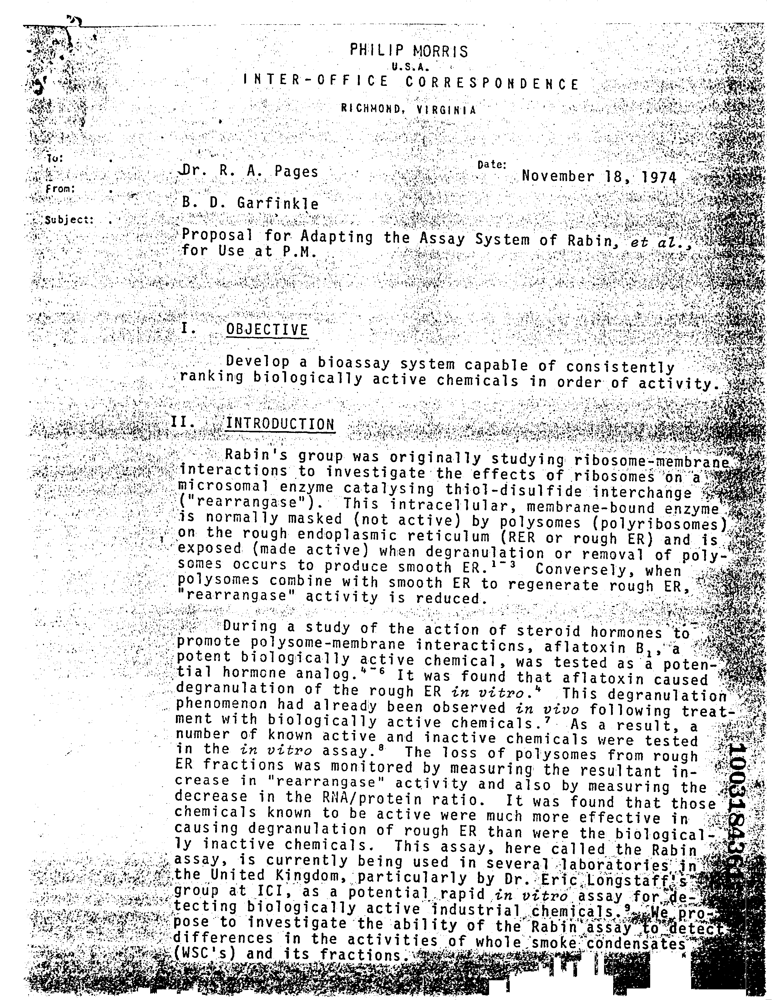 PHILIP MORRIS
U.S.A.
INTER-OFFICE CORRESPONDENCE
RICHMOND, VIRGINIA
To: Dr. R. A. Pages Date: November 18, 1974
From: B. D. Garfinkle
Subject: Proposal for Adapting the Assay System of Rabin, et al.,
for Use at P.M.
I. OBJECTIVE
Develop a bioassay system capable of consistently
ranking biologically active chemicals in order of activity.
II. INTRODUCTION
Rabin's group was originally studying ribosome-membrane
interactions to investigate the effects of ribosomes on a
microsomal enzyme catalysing thiol-disulfide interchange
("rearrangase"). This intracellular, membrane-bound enzyme
is normally masked (not active) by polysomes (polyribosomes)
on the rough endoplasmic reticulum (RER or rough ER) and is
exposed (made active) when degranulation or removal of poly-
somes occurs to produce smooth ER.¹⁻³ Conversely, when
polysomes combine with smooth ER to regenerate rough ER,
"rearrangase" activity is reduced.
During a study of the action of steroid hormones to
promote polysome-membrane interactions, aflatoxin B₁, a
potent biologically active chemical, was tested as a poten-
tial hormone analog.⁴⁻⁶ It was found that aflatoxin caused
degranulation of the rough ER in vitro.⁴ This degranulation
phenomenon had already been observed in vivo following treat-
ment with biologically active chemicals.⁷ As a result, a
number of known active and inactive chemicals were tested
in the in vitro assay.⁸ The loss of polysomes from rough
ER fractions was monitored by measuring the resultant in-
crease in "rearrangase" activity and also by measuring the
decrease in the RNA/protein ratio. It was found that those
chemicals known to be active were much more effective in
causing degranulation of rough ER than were the biological-
ly inactive chemicals. This assay, here called the Rabin
assay, is currently being used in several laboratories in
the United Kingdom, particularly by Dr. Eric Longstaff's
group at ICI, as a potential rapid in vitro assay for de-
tecting biologically active industrial chemicals.⁹ We pro-
pose to investigate the ability of the Rabin assay to detect
differences in the activities of whole smoke condensates
(WSC's) and its fractions.